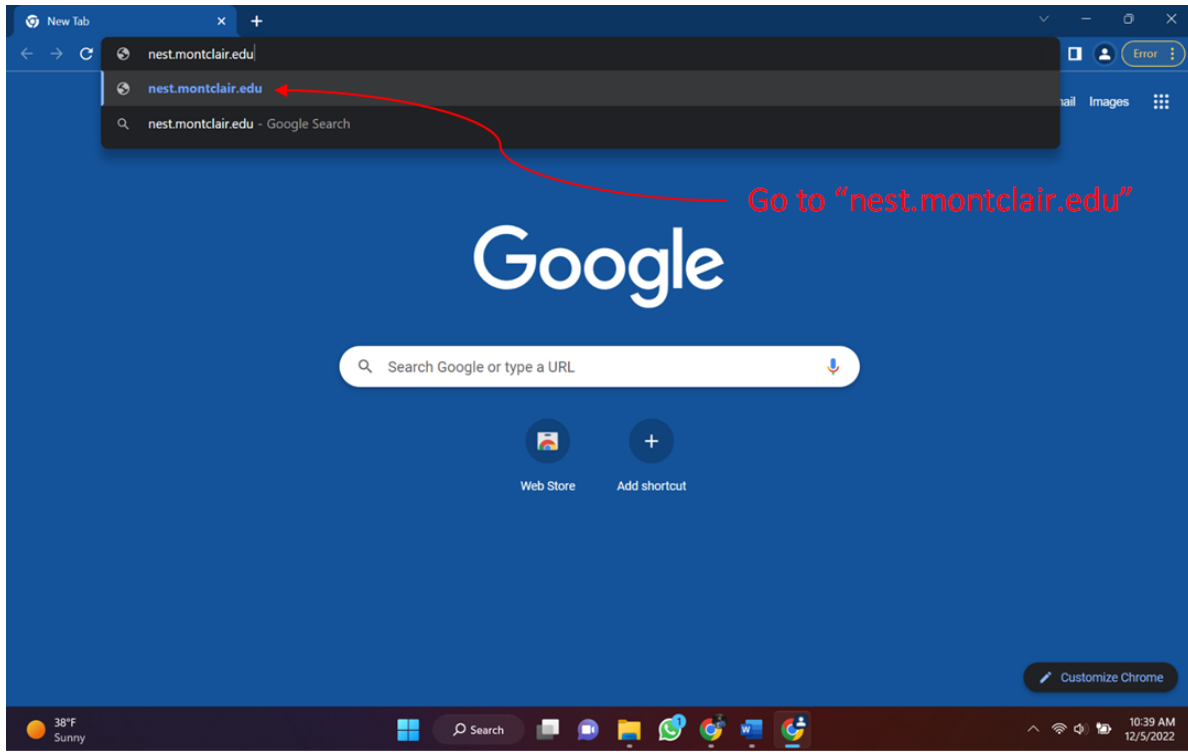 New Tab
nest.montclair.edu
Error
nest.montclair.edu
nest.montclair.edu - Google Search
Images
Go to “nest.montclair.edu”
Google
Search Google or type a URL
Web Store
Add shortcut
Customize Chrome
38°F
Sunny
Search
1
10:39 AM
12/5/2022